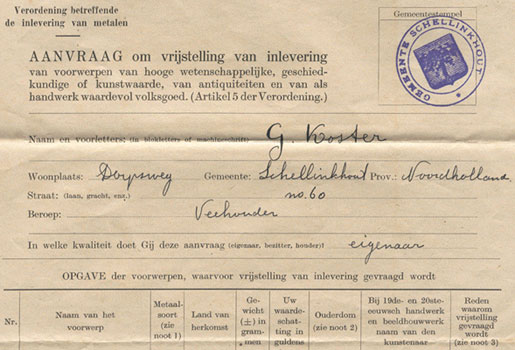 Verordening betreffende
de inlevering van metalen
Gemeentestempel
GEMEENTE SCHELLINKHOUT
AANVRAAG om vrijstelling van inlevering
van voorwerpen van hooge wetenschappelijke, geschied-
kundige of kunstwaarde, van antiquiteiten en van als
handwerk waardevol volksgoed. (Artikel 5 der Verordening.)
Naam en voorletters: (in blokletters of machineschrift) G. Koster
Woonplaats: Dorpsweg Gemeente: Schellinkhout Prov.: Noordholland
Straat: (laan, gracht, enz.) no. 60
Beroep: Veehouder
In welke kwaliteit doet Gij deze aanvraag (eigenaar, bezitter, houder)? eigenaar
OPGAVE der voorwerpen, waarvoor vrijstelling van inlevering gevraagd wordt
Nr.
Naam van het
voorwerp
Metaal-
soort
(zie
noot 1)
Land van
herkomst
Ge-
wicht
(±) in
gram-
men
Uw
waarde-
schat-
ting in
guldens
Ouderdom
(zie noot 2)
Bij 19de- en 20ste-
eeuwsch handwerk
en beeldhouwwerk
naam van den
kunstenaar
Reden
waarom
vrijstelling
gevraagd wordt
(zie noot 3)